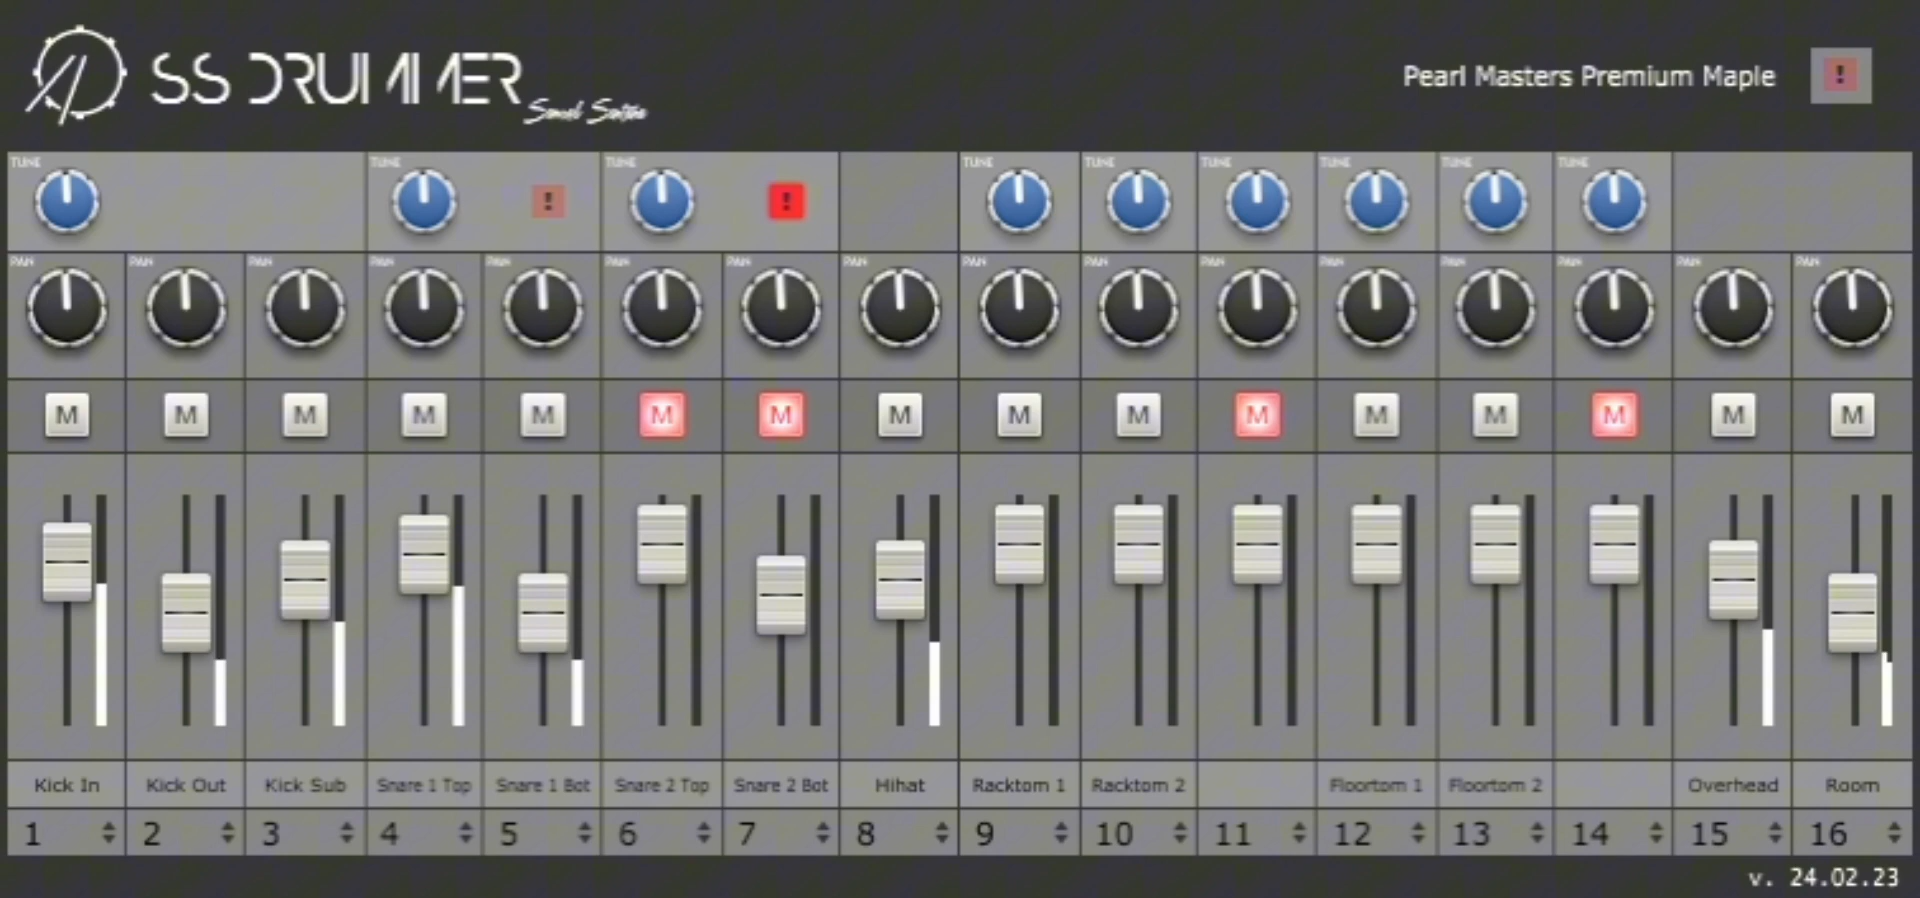 SS DRUMMER
Samuel
Pearl Masters Premium Maple !
TUNE TUNE TUNE TUNE TUNE TUNE TUNE TUNE TUNE
! !
PAN PAN PAN PAN PAN PAN PAN PAN PAN PAN PAN PAN PAN PAN PAN PAN
M M M M M M M M M M M M M M M M
Kick In Kick Out Kick Sub Snare 1 Top Snare 1 Bot Snare 2 Top Snare 2 Bot Hihat Racktom 1 Racktom 2 Floortom 1 Floortom 2 Overhead Room
1 2 3 4 5 6 7 8 9 10 11 12 13 14 15 16
v. 24.02.23